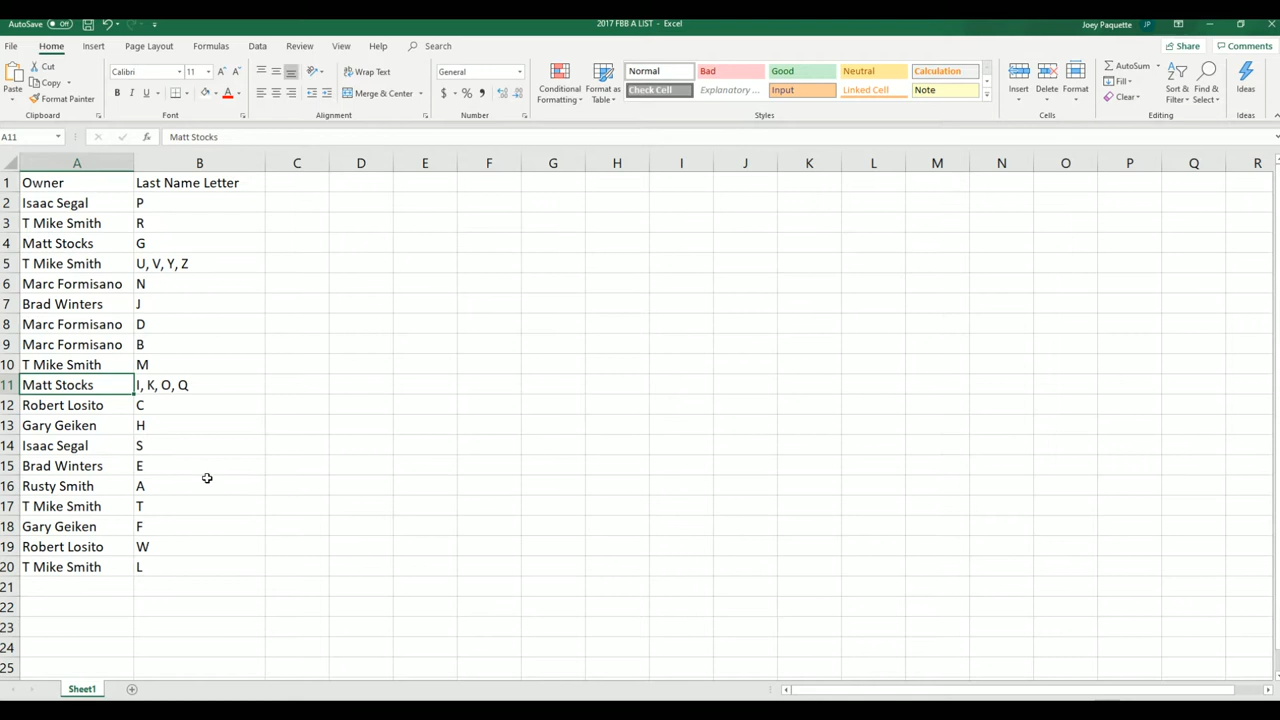 AutoSave Off 2017 FBB A LIST - Excel Joey Paquette JP
File Home Insert Page Layout Formulas Data Review View Help Search Share Comments
Paste Cut Copy Format Painter Clipboard
Calibri 11 A A B I U A Font
Wrap Text Merge & Center Alignment
General $ % , Number
Conditional Formatting Format as Table
Normal Bad Good Neutral Calculation
Check Cell Explanatory ... Input Linked Cell Note
Styles
Insert Delete Format Cells
AutoSum Fill Clear Sort & Filter Find & Select Editing
Ideas Ideas
A11 fx Matt Stocks
A B C D E F G H I J K L M N O P Q R
1 Owner Last Name Letter
2 Isaac Segal P
3 T Mike Smith R
4 Matt Stocks G
5 T Mike Smith U, V, Y, Z
6 Marc Formisano N
7 Brad Winters J
8 Marc Formisano D
9 Marc Formisano B
10 T Mike Smith M
11 Matt Stocks I, K, O, Q
12 Robert Losito C
13 Gary Geiken H
14 Isaac Segal S
15 Brad Winters E
16 Rusty Smith A
17 T Mike Smith T
18 Gary Geiken F
19 Robert Losito W
20 T Mike Smith L
21
22
23
24
25
Sheet1